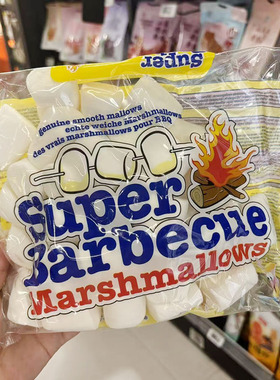 Super
genuine smooth mallows
echte weiche Marshmallows
des vrais marshmallows pour BBQ
Super
Barbecue
Marshmallows